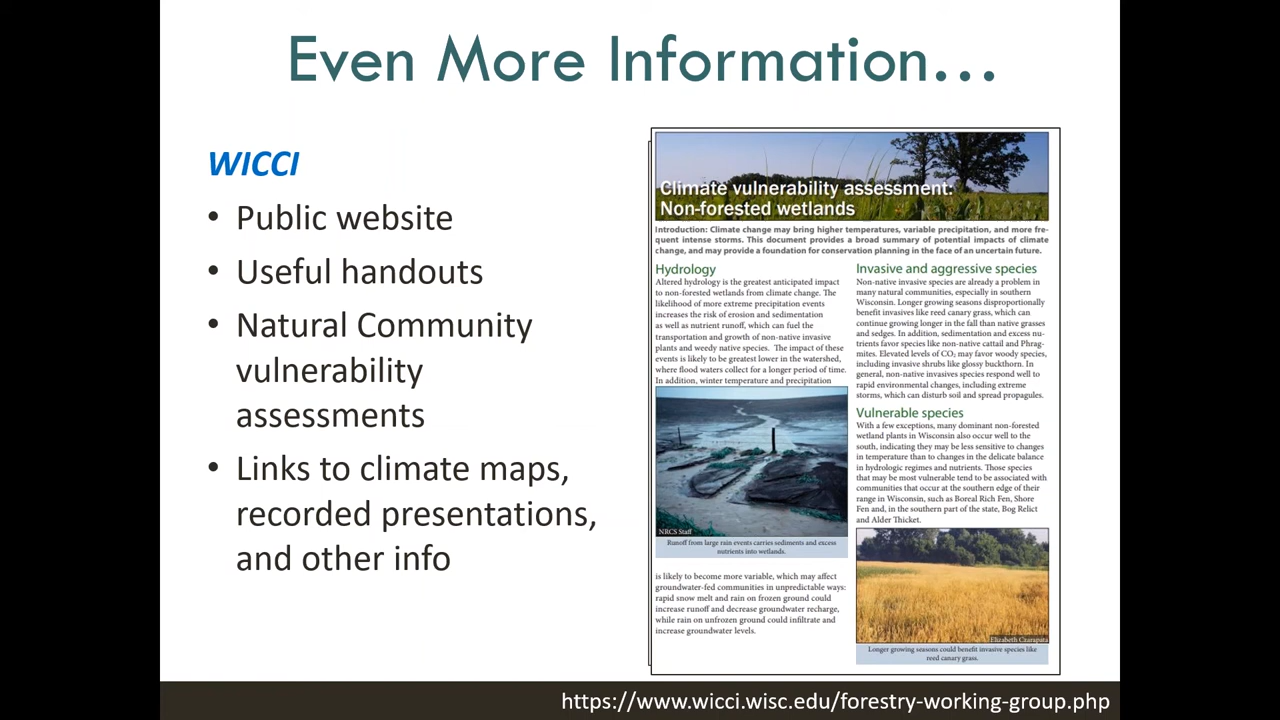 Even More Information…
WICCI
• Public website
• Useful handouts
• Natural Community
vulnerability
assessments
• Links to climate maps,
recorded presentations,
and other info
Climate vulnerability assessment:
Non-forested wetlands
Introduction: Climate change may bring higher temperatures, variable precipitation, and more fre-
quent intense storms. This document provides a broad summary of potential impacts of climate
change, and may provide a foundation for conservation planning in the face of an uncertain future.
Hydrology
Altered hydrology is the greatest anticipated impact
to non-forested wetlands from climate change. The
likelihood of more extreme precipitation events
increases the risk of erosion and sedimentation
as well as nutrient runoff, which can fuel the
transportation and growth of non-native invasive
plants and weedy native species. The impact of these
events is likely to be greatest lower in the watershed,
where flood waters collect for a longer period of time.
In addition, winter temperature and precipitation
NRCS Staff
Runoff from large rain events carries sediments and excess
nutrients into wetlands.
is likely to become more variable, which may affect
groundwater-fed communities in unpredictable ways:
rapid snow melt and rain on frozen ground could
increase runoff and decrease groundwater recharge,
while rain on unfrozen ground could infiltrate and
increase groundwater levels.
Invasive and aggressive species
Non-native invasive species are already a problem in
many natural communities, especially in southern
Wisconsin. Longer growing seasons disproportionally
benefit invasives like reed canary grass, which can
continue growing longer in the fall than native grasses
and sedges. In addition, sedimentation and excess nu-
trients favor species like non-native cattail and Phrag-
mites. Elevated levels of CO₂ may favor woody species,
including invasive shrubs like glossy buckthorn. In
general, non-native invasives species respond well to
rapid environmental changes, including extreme
storms, which can disturb soil and spread propagules.
Vulnerable species
With a few exceptions, many dominant non-forested
wetland plants in Wisconsin also occur well to the
south, indicating they may be less sensitive to changes
in temperature than to changes in the delicate balance
in hydrologic regimes and nutrients. Those species
that may be most vulnerable tend to be associated with
communities that occur at the southern edge of their
range in Wisconsin, such as Boreal Rich Fen, Shore
Fen and, in the southern part of the state, Bog Relict
and Alder Thicket.
Elizabeth Czarapata
Longer growing seasons could benefit invasive species like
reed canary grass.
https://www.wicci.wisc.edu/forestry-working-group.php